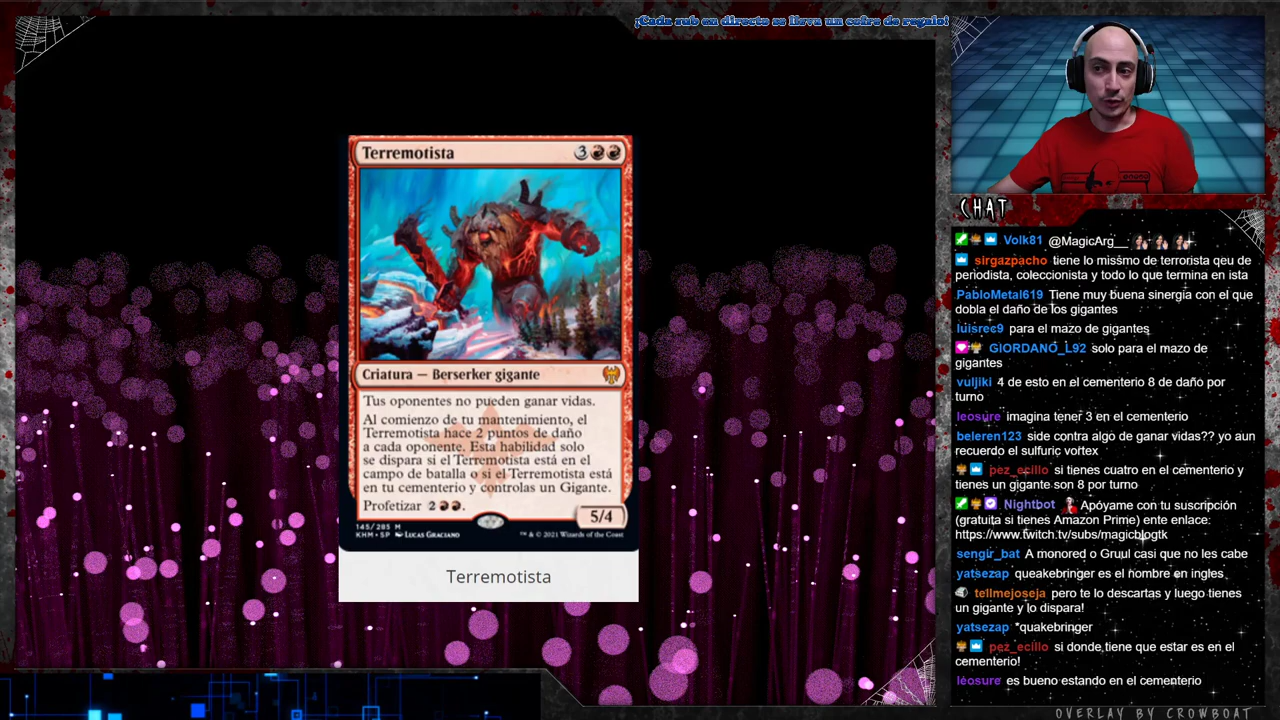 ¡Cada sub en directo se lleva un cofre de regalo!
Terremotista 3
Criatura — Berserker gigante
Tus oponentes no pueden ganar vidas.
Al comienzo de tu mantenimiento, el
Terremotista hace 2 puntos de daño
a cada oponente. Esta habilidad solo
se dispara si el Terremotista está en el
campo de batalla o si el Terremotista está
en tu cementerio y controlas un Gigante.
Profetizar 2.
5/4
145/285 M
KHM • SP LUCAS GRACIANO
™ & © 2021 Wizards of the Coast
Terremotista
CHAT
Volk81 @MagicArg__
sirgazpacho tiene lo missmo de terrorista qeu de
periodista, coleccionista y todo lo que termina en ista
PabloMetal619 Tiene muy buena sinergia con el que
dobla el daño de los gigantes
luisrec9 para el mazo de gigantes
GIORDANO_L92 solo para el mazo de
gigantes
vuljiki 4 de esto en el cementerio 8 de daño por
turno
leosure imagina tener 3 en el cementerio
beleren123 side contra algo de ganar vidas?? yo aun
recuerdo el sulfuric vortex
pez_ecillo si tienes cuatro en el cementerio y
tienes un gigante son 8 por turno
Nightbot Apóyame con tu suscripción
(gratuita si tienes Amazon Prime) ente enlace:
https://www.twitch.tv/subs/magicblogtk
sengir_bat A monored o Gruul casi que no les cabe
yatsezap queakebringer es el nombre en ingles
tellmejoseja pero te lo descartas y luego tienes
un gigante y lo dispara!
yatsezap *quakebringer
pez_ecillo si donde tiene que estar es en el
cementerio!
leosure es bueno estando en el cementerio
OVERLAY BY CROWBOAT